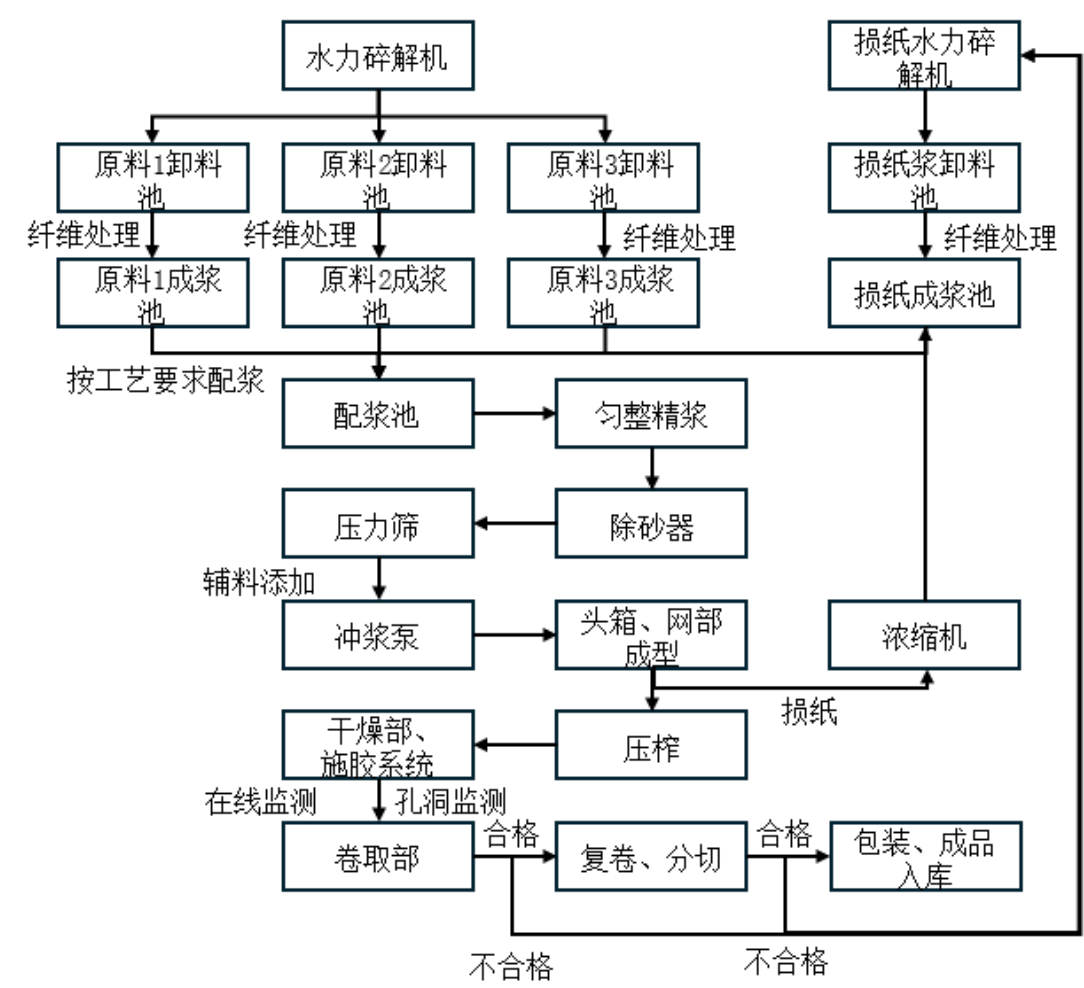 水力碎解机
损纸水力碎
解机
原料1卸料
池
原料2卸料
池
原料3卸料
池
损纸浆卸料
池
纤维处理
纤维处理
纤维处理
纤维处理
原料1成浆
池
原料2成浆
池
原料3成浆
池
损纸成浆池
按工艺要求配浆
配浆池
匀整精浆
压力筛
除砂器
辅料添加
冲浆泵
头箱、网部
成型
浓缩机
损纸
干燥部、
施胶系统
压榨
在线监测
孔洞监测
卷取部
合格
复卷、分切
合格
包装、成品
入库
不合格
不合格